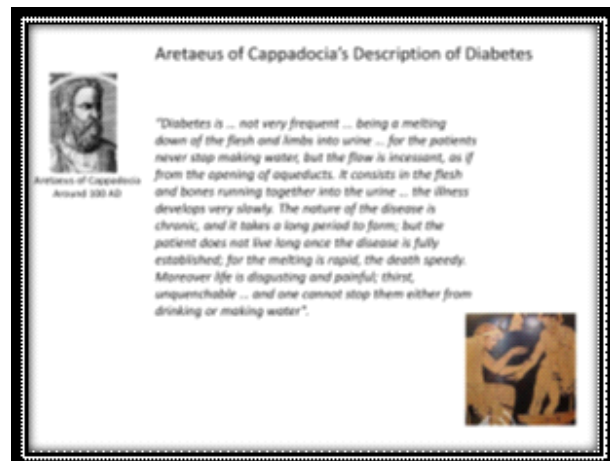 Aretaeus of Cappadocia's Description of Diabetes
Aretaeus of Cappadocia
Around 100 AD
"Diabetes is ... not very frequent ... being a melting
down of the flesh and limbs into urine ... for the patients
never stop making water, but the flow is incessant, as if
from the opening of aqueducts. It consists in the flesh
and bones running together into the urine ... the illness
develops very slowly. The nature of the disease is
chronic, and it takes a long period to form; but the
patient does not live long once the disease is fully
established; for the melting is rapid, the death speedy.
Moreover life is disgusting and painful; thirst,
unquenchable ... and one cannot stop them either from
drinking or making water".